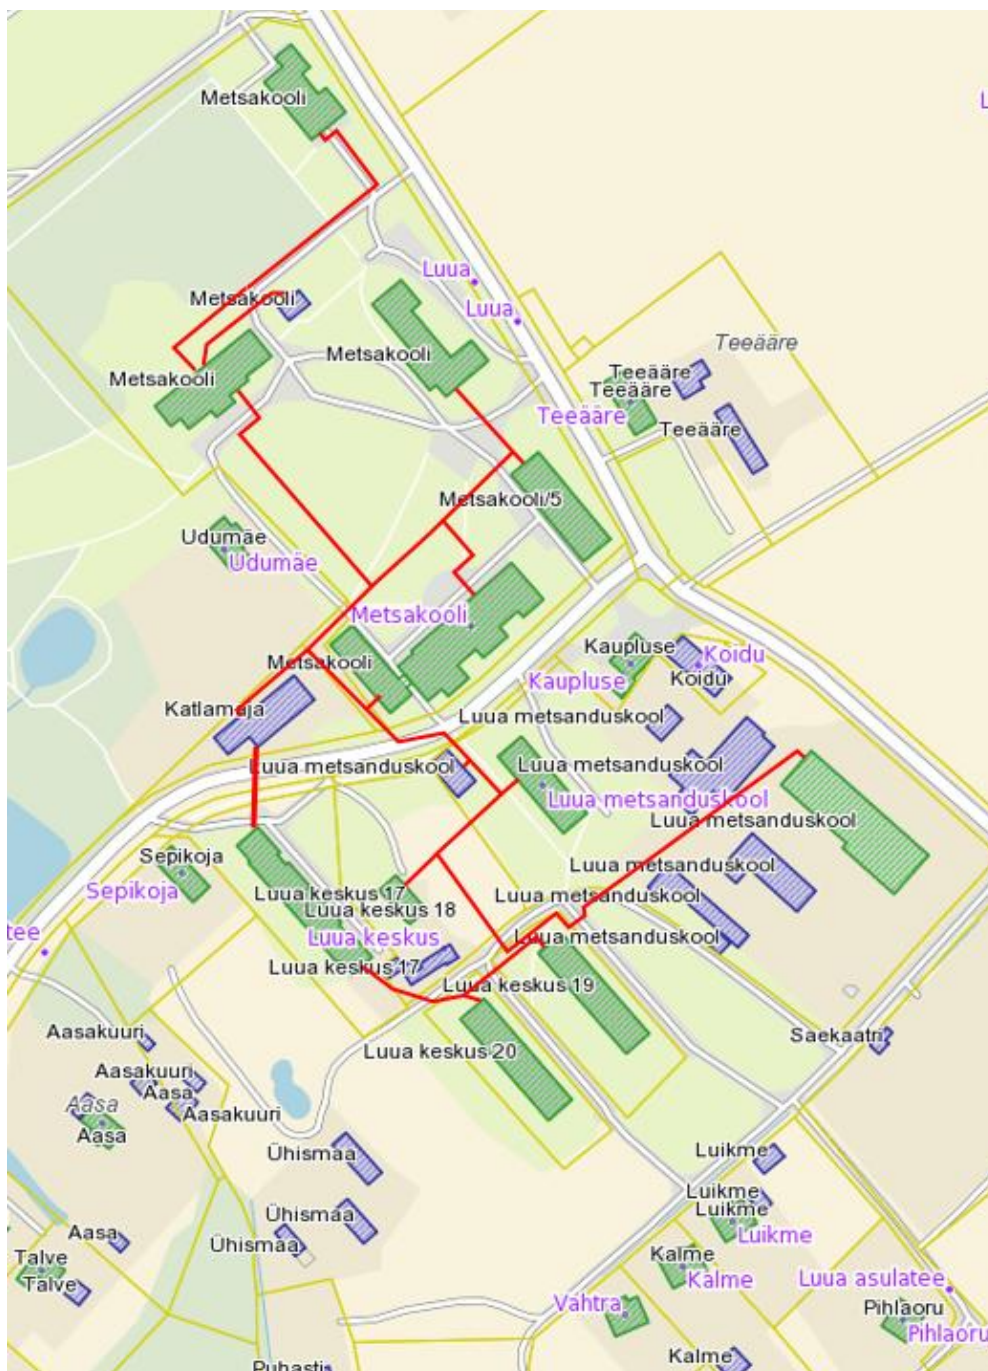 Metsakooli
L
Luua
Metsakooli
Luua
Metsakooli
Teeääre
Teeääre
Teeääre
Metsakooli
Teeääre
Teeääre
Metsakooli/5
Udumäe
Udumäe
Metsakooli
Kaupluse
Koidu
Metsakooli
Kaupluse
Koidu
Katlamaja
Luua metsanduskool
Luua metsanduskool
Luua metsanduskool
Luua metsanduskool
Luua metsanduskool
Sepikoja
Luua metsanduskool
Sepikoja
Luua keskus 17
Luua metsanduskool
Luua keskus 18
tee
Luua keskus
Luua metsanduskool
Luua keskus 17
Luua keskus 19
Aasakuuri
Saekaatri
Luua keskus 20
Aasakuuri
Aasa
Aasa
Aasakuuri
Aasa
Ühismaa
Luikme
Luikme
Luikme
Ühismaa
Aasa
Ühismaa
Luikme
Talve
Kalme
Talve
Kalme
Luua asulatee
Vahtra
Pihlaoru
Pihlaoru
Kalme
Puhasti